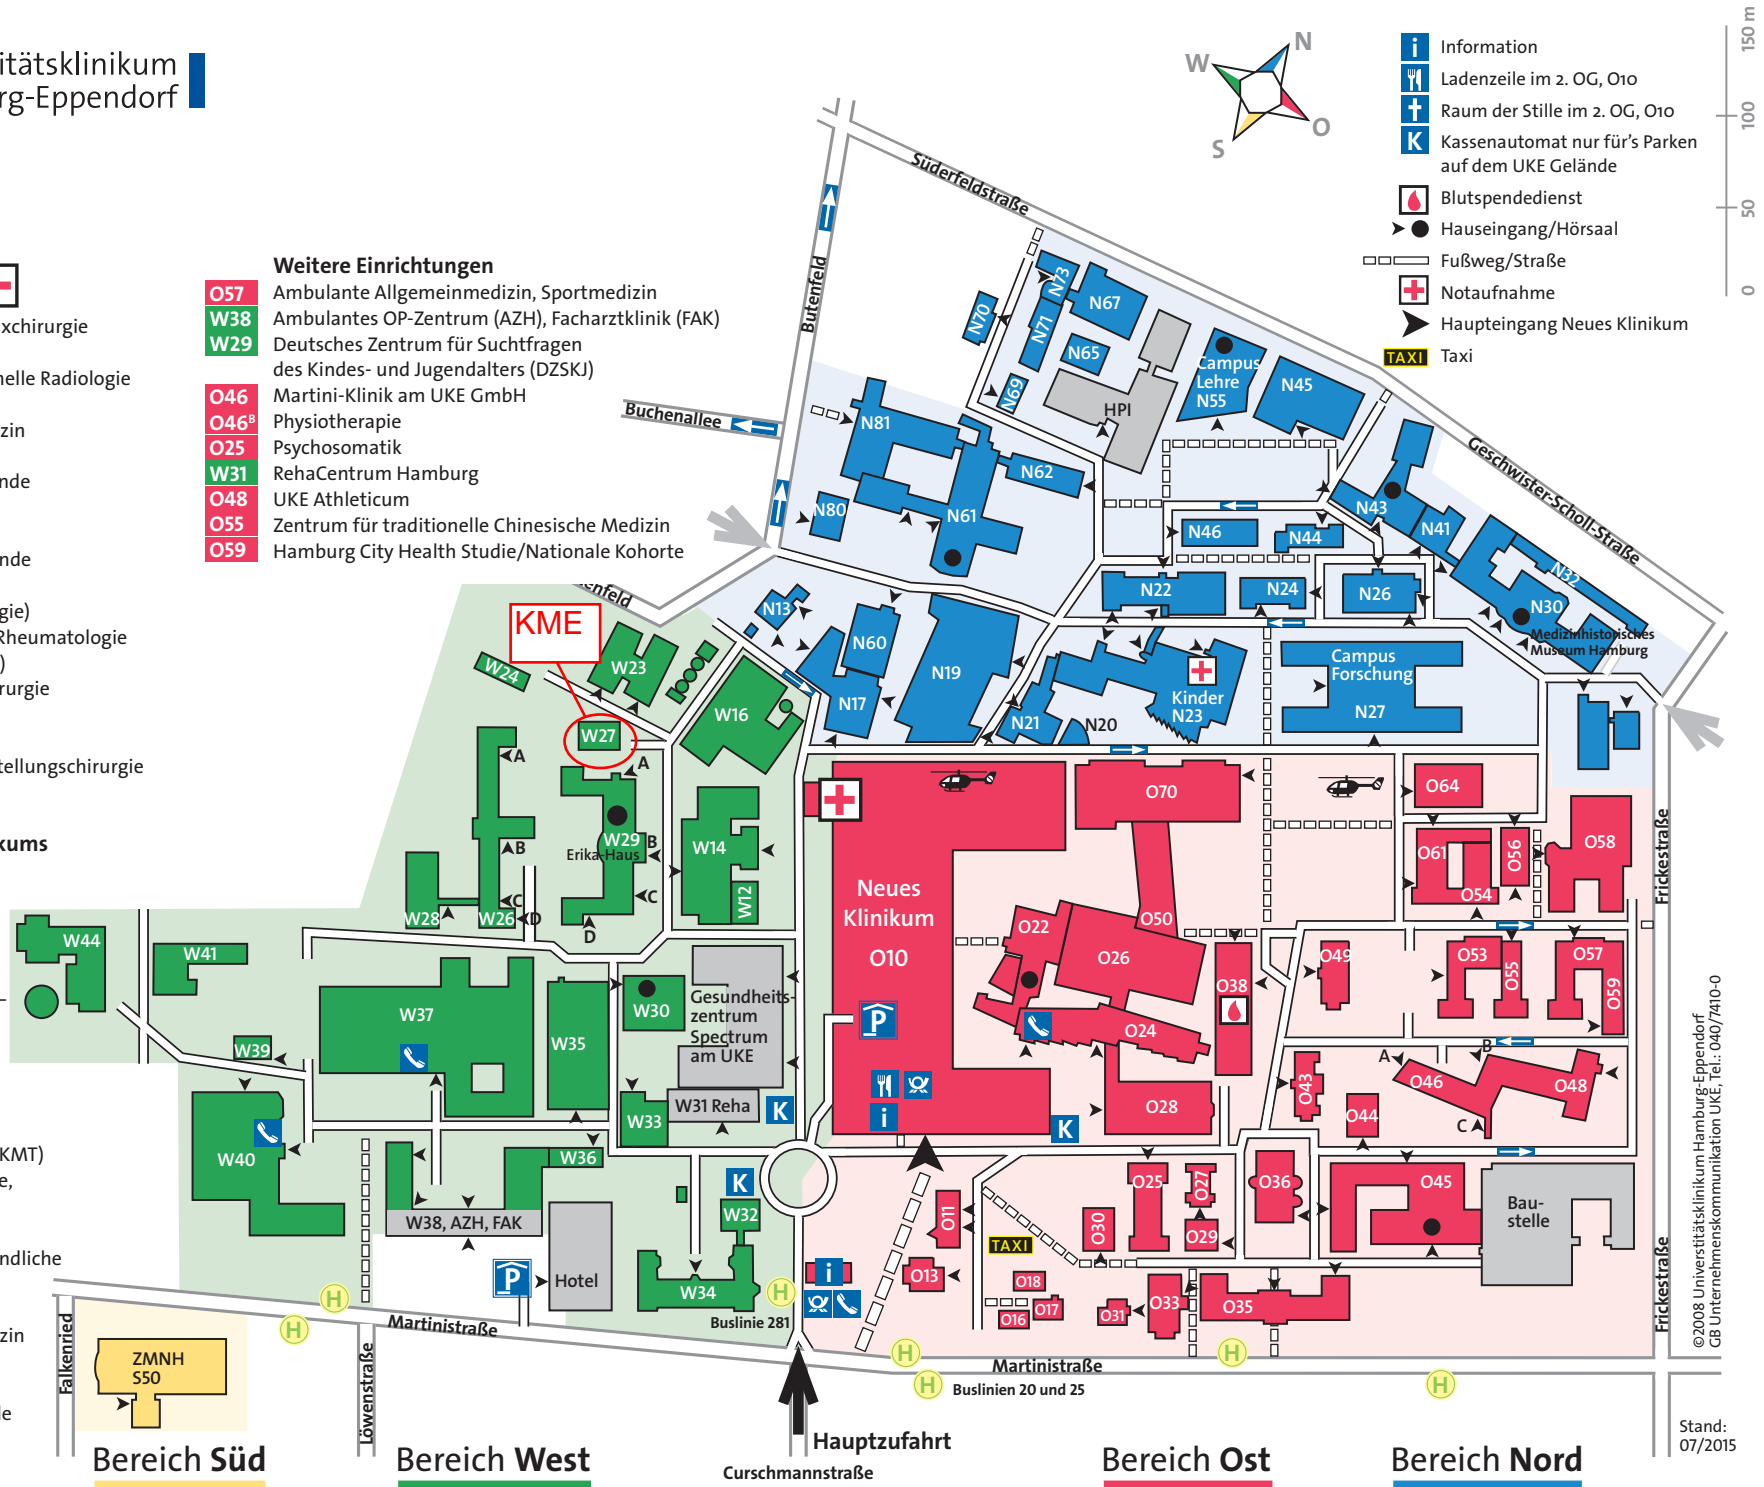 itätsklinikum
rg-Eppendorf
N
W
O
S
Information
Ladenzeile im 2. OG, O10
Raum der Stille im 2. OG, O10
Kassenautomat nur für's Parken
auf dem UKE Gelände
Blutspendedienst
Hauseingang/Hörsaal
Fußweg/Straße
Notaufnahme
Haupteingang Neues Klinikum
TAXI Taxi
150 m
100
50
0
xchirurgie
nelle Radiologie
zin
nde
nde
gie)
Rheumatologie
)
rurgie
tellungschirurgie
kums
KMT)
e,
ndliche
zin
le
Weitere Einrichtungen
O57 Ambulante Allgemeinmedizin, Sportmedizin
W38 Ambulantes OP-Zentrum (AZH), Facharztklinik (FAK)
W29 Deutsches Zentrum für Suchtfragen
des Kindes- und Jugendalters (DZSKJ)
O46 Martini-Klinik am UKE GmbH
O46B Physiotherapie
O25 Psychosomatik
W31 RehaCentrum Hamburg
O48 UKE Athleticum
O55 Zentrum für traditionelle Chinesische Medizin
O59 Hamburg City Health Studie/Nationale Kohorte
Süderfeldstraße
Butenfeld
Buchenallee
Geschwister-Scholl-Straße
enfeld
N73
N67
N70
N71
N65
N69
HPI
Campus
Lehre
N55
N45
N81
N62
N80
N61
N43
N41
N46
N44
N32
N22
N24
N26
N30
Medizinhistorisches
Museum Hamburg
N13
N60
N19
N17
N21
N20
Kinder
N23
Campus
Forschung
N27
KME
W24
W23
W27
W16
A
A
B
C
D
W28
W26
W29
Erika-Haus
B
C
D
W14
W12
W44
W41
W37
W39
W35
W30
W33
W40
W36
W38, AZH, FAK
Gesundheits-
zentrum
Spectrum
am UKE
W31 Reha
K
K
W32
W34
Hotel
P
Buslinie 281
H
H
H
Neues
Klinikum
O10
P
i
K
O70
O50
O22
O26
O24
O28
O38
O64
O61
O54
O56
O58
O49
O53
O55
O57
O59
O43
O44
A
B
C
O46
O48
O45
Bau-
stelle
O36
O25
O27
O29
O30
O11
TAXI
O13
O18
O17
O16
O31
O33
O35
i
H
H
H
H
Frickestraße
Frickestraße
Martinistraße
Martinistraße
Buslinien 20 und 25
Falkenried
Löwenstraße
ZMNH
S50
Hauptzufahrt
Curschmannstraße
Bereich Süd
Bereich West
Bereich Ost
Bereich Nord
©2008 Universtitätsklinikum Hamburg-Eppendorf
GB Unternehmenskommunikation UKE, Tel.: 040/7410-0
Stand:
07/2015